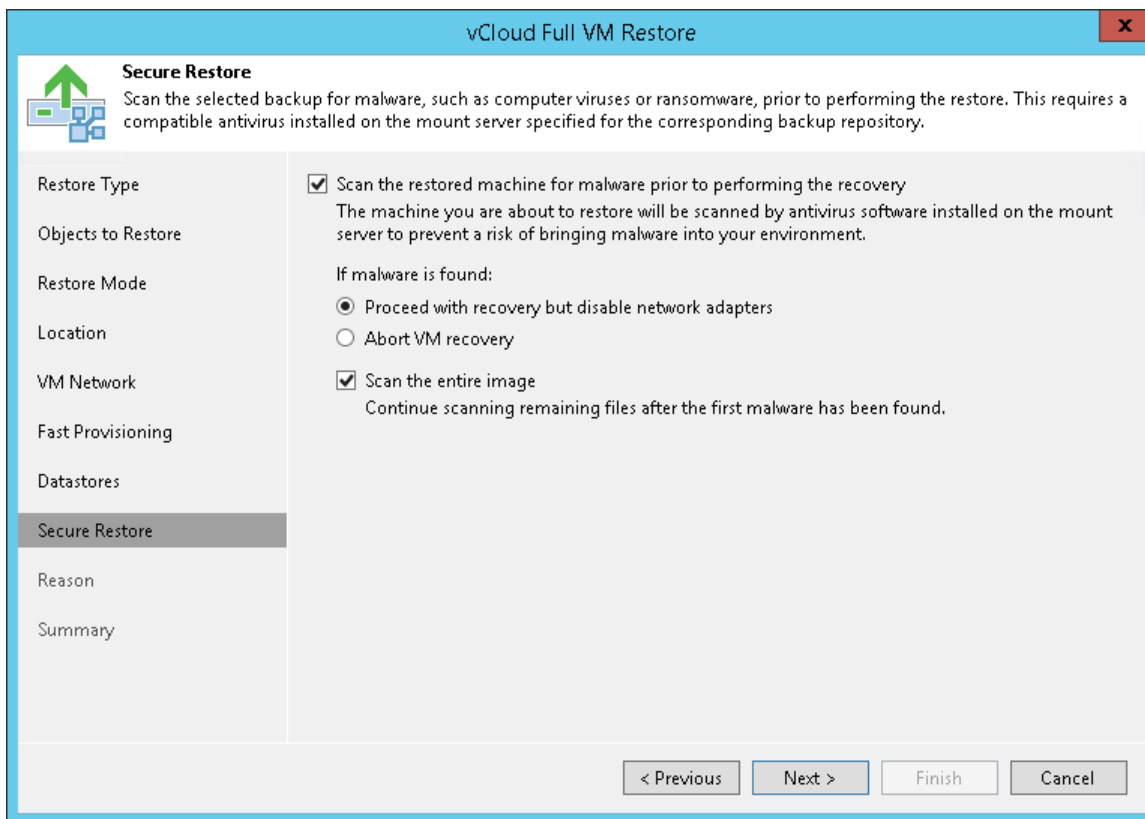 vCloud Full VM Restore
x
Secure Restore
Scan the selected backup for malware, such as computer viruses or ransomware, prior to performing the restore. This requires a
compatible antivirus installed on the mount server specified for the corresponding backup repository.
Restore Type
Objects to Restore
Restore Mode
Location
VM Network
Fast Provisioning
Datastores
Secure Restore
Reason
Summary
Scan the restored machine for malware prior to performing the recovery
The machine you are about to restore will be scanned by antivirus software installed on the mount
server to prevent a risk of bringing malware into your environment.
If malware is found:
Proceed with recovery but disable network adapters
Abort VM recovery
Scan the entire image
Continue scanning remaining files after the first malware has been found.
< Previous
Next >
Finish
Cancel